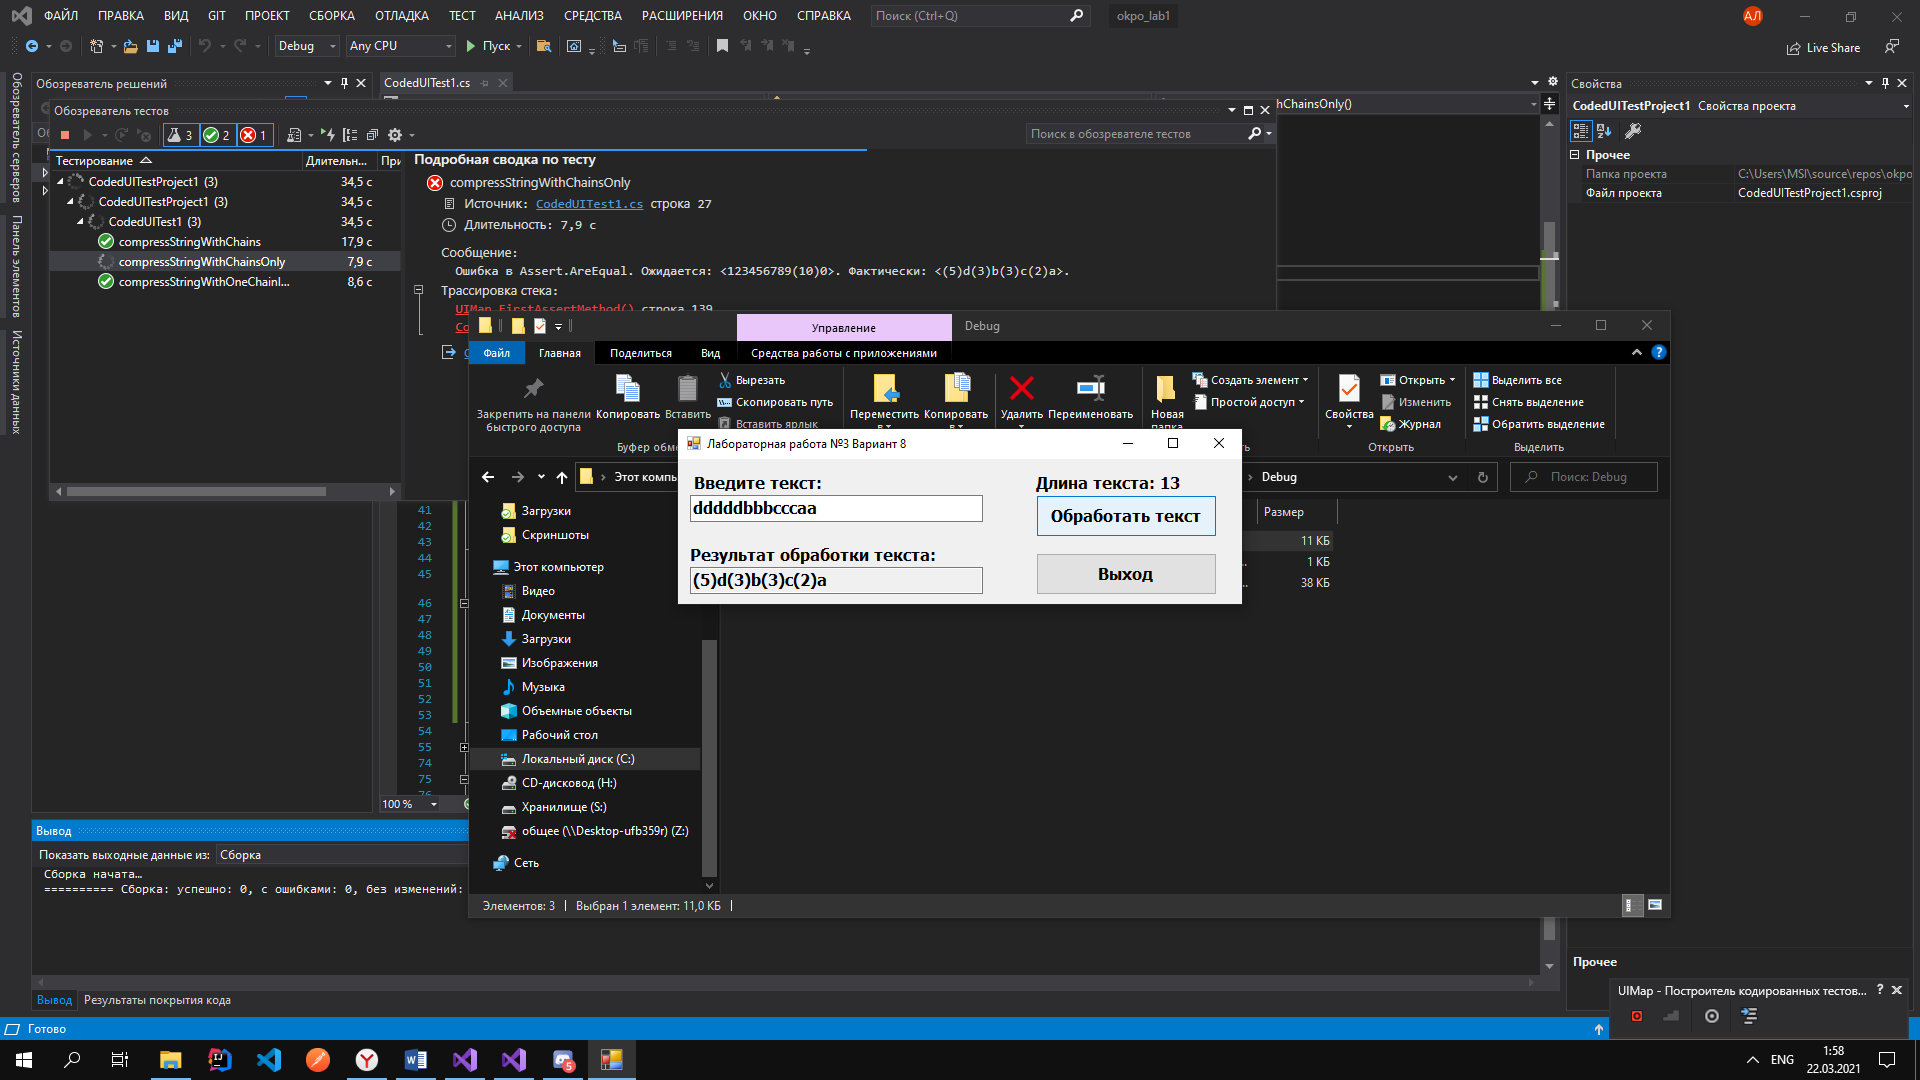 ФАЙЛ ПРАВКА ВИД GIT ПРОЕКТ СБОРКА ОТЛАДКА ТЕСТ АНАЛИЗ СРЕДСТВА РАСШИРЕНИЯ ОКНО СПРАВКА Поиск (Ctrl+Q) okpo_lab1 АЛ
Debug Any CPU Пуск Live Share
Обозреватель серверов
Панель элементов
Источники данных
Обозреватель решений
CodedUITest1.cs
hChainsOnly()
Обозреватель тестов
3 2 1
Поиск в обозревателе тестов
Тестирование Длительн... При
CodedUITestProject1 (3) 34,5 с
CodedUITestProject1 (3) 34,5 с
CodedUITest1 (3) 34,5 с
compressStringWithChains 17,9 с
compressStringWithChainsOnly 7,9 с
compressStringWithOneChainI... 8,6 с
Подробная сводка по тесту
compressStringWithChainsOnly
Источник: CodedUITest1.cs строка 27
Длительность: 7,9 с
Сообщение:
Ошибка в Assert.AreEqual. Ожидается: <123456789(10)0>. Фактически: <(5)d(3)b(3)c(2)a>.
Трассировка стека:
UIMap.FirstAssertMethod() строка 139
Свойства
CodedUITestProject1 Свойства проекта
Прочее
Папка проекта C:\Users\MSI\source\repos\okpo
Файл проекта CodedUITestProject1.csproj
Управление Debug
Файл Главная Поделиться Вид Средства работы с приложениями
Закрепить на панели быстрого доступа
Копировать
Вставить
Вырезать
Скопировать путь
Вставить ярлык
Переместить в
Копировать в
Удалить
Переименовать
Новая папка
Создать элемент
Простой доступ
Свойства
Открыть
Изменить
Журнал
Выделить все
Снять выделение
Обратить выделение
Буфер обме
Открыть
Выделить
Этот компь
Debug
Поиск: Debug
Размер
11 КБ
1 КБ
38 КБ
Загрузки
Скриншоты
Этот компьютер
Видео
Документы
Загрузки
Изображения
Музыка
Объемные объекты
Рабочий стол
Локальный диск (C:)
CD-дисковод (H:)
Хранилище (S:)
общее (\\Desktop-ufb359r) (Z:)
Сеть
Элементов: 3 Выбран 1 элемент: 11,0 КБ
Лабораторная работа №3 Вариант 8
Введите текст:
dddddbbbcccaa
Длина текста: 13
Обработать текст
Результат обработки текста:
(5)d(3)b(3)c(2)a
Выход
41
42
43
44
45
46
47
48
49
50
51
52
53
54
55
74
75
76
100 %
Вывод
Показать выходные данные из: Сборка
Сборка начата…
========== Сборка: успешно: 0, с ошибками: 0, без изменений:
Вывод Результаты покрытия кода
Прочее
UIMap - Построитель кодированных тестов...
Готово
5
ENG
1:58
22.03.2021